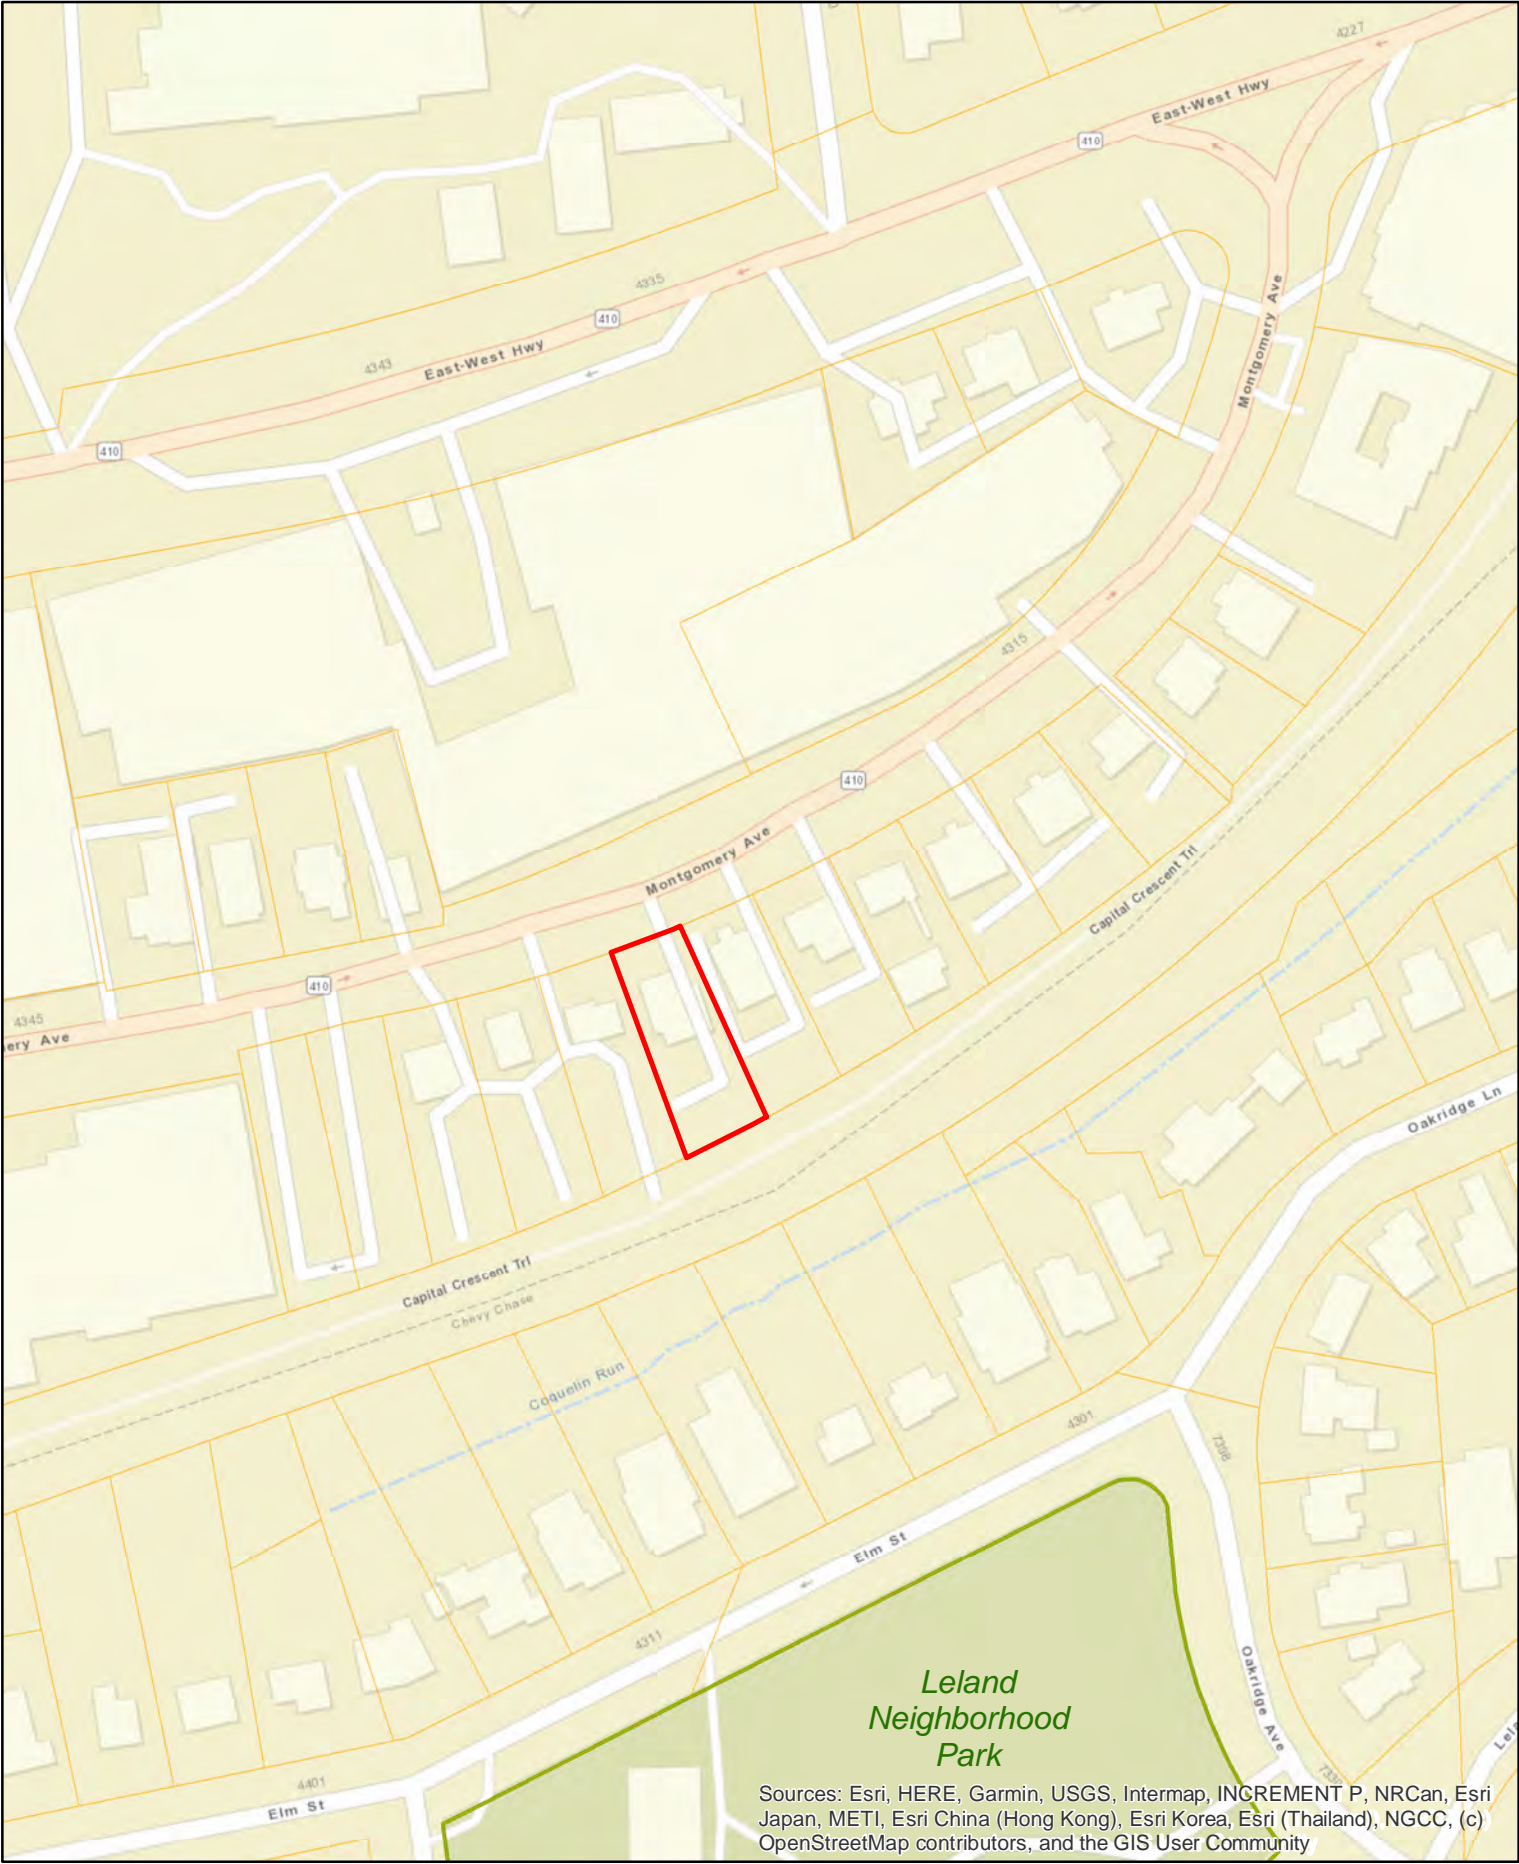 4227
East-West Hwy
410
4335
410
4343
East-West Hwy
410
Montgomery Ave
4315
410
Montgomery Ave
Capital Crescent Trl
410
4345
ery Ave
Oakridge Ln
Capital Crescent Trl
Chevy Chase
Coquelin Run
4301
7308
Elm St
4311
Oakridge Ave
Leland
Neighborhood
Park
4401
Elm St
Sources: Esri, HERE, Garmin, USGS, Intermap, INCREMENT P, NRCan, Esri
Japan, METI, Esri China (Hong Kong), Esri Korea, Esri (Thailand), NGCC, (c)
OpenStreetMap contributors, and the GIS User Community